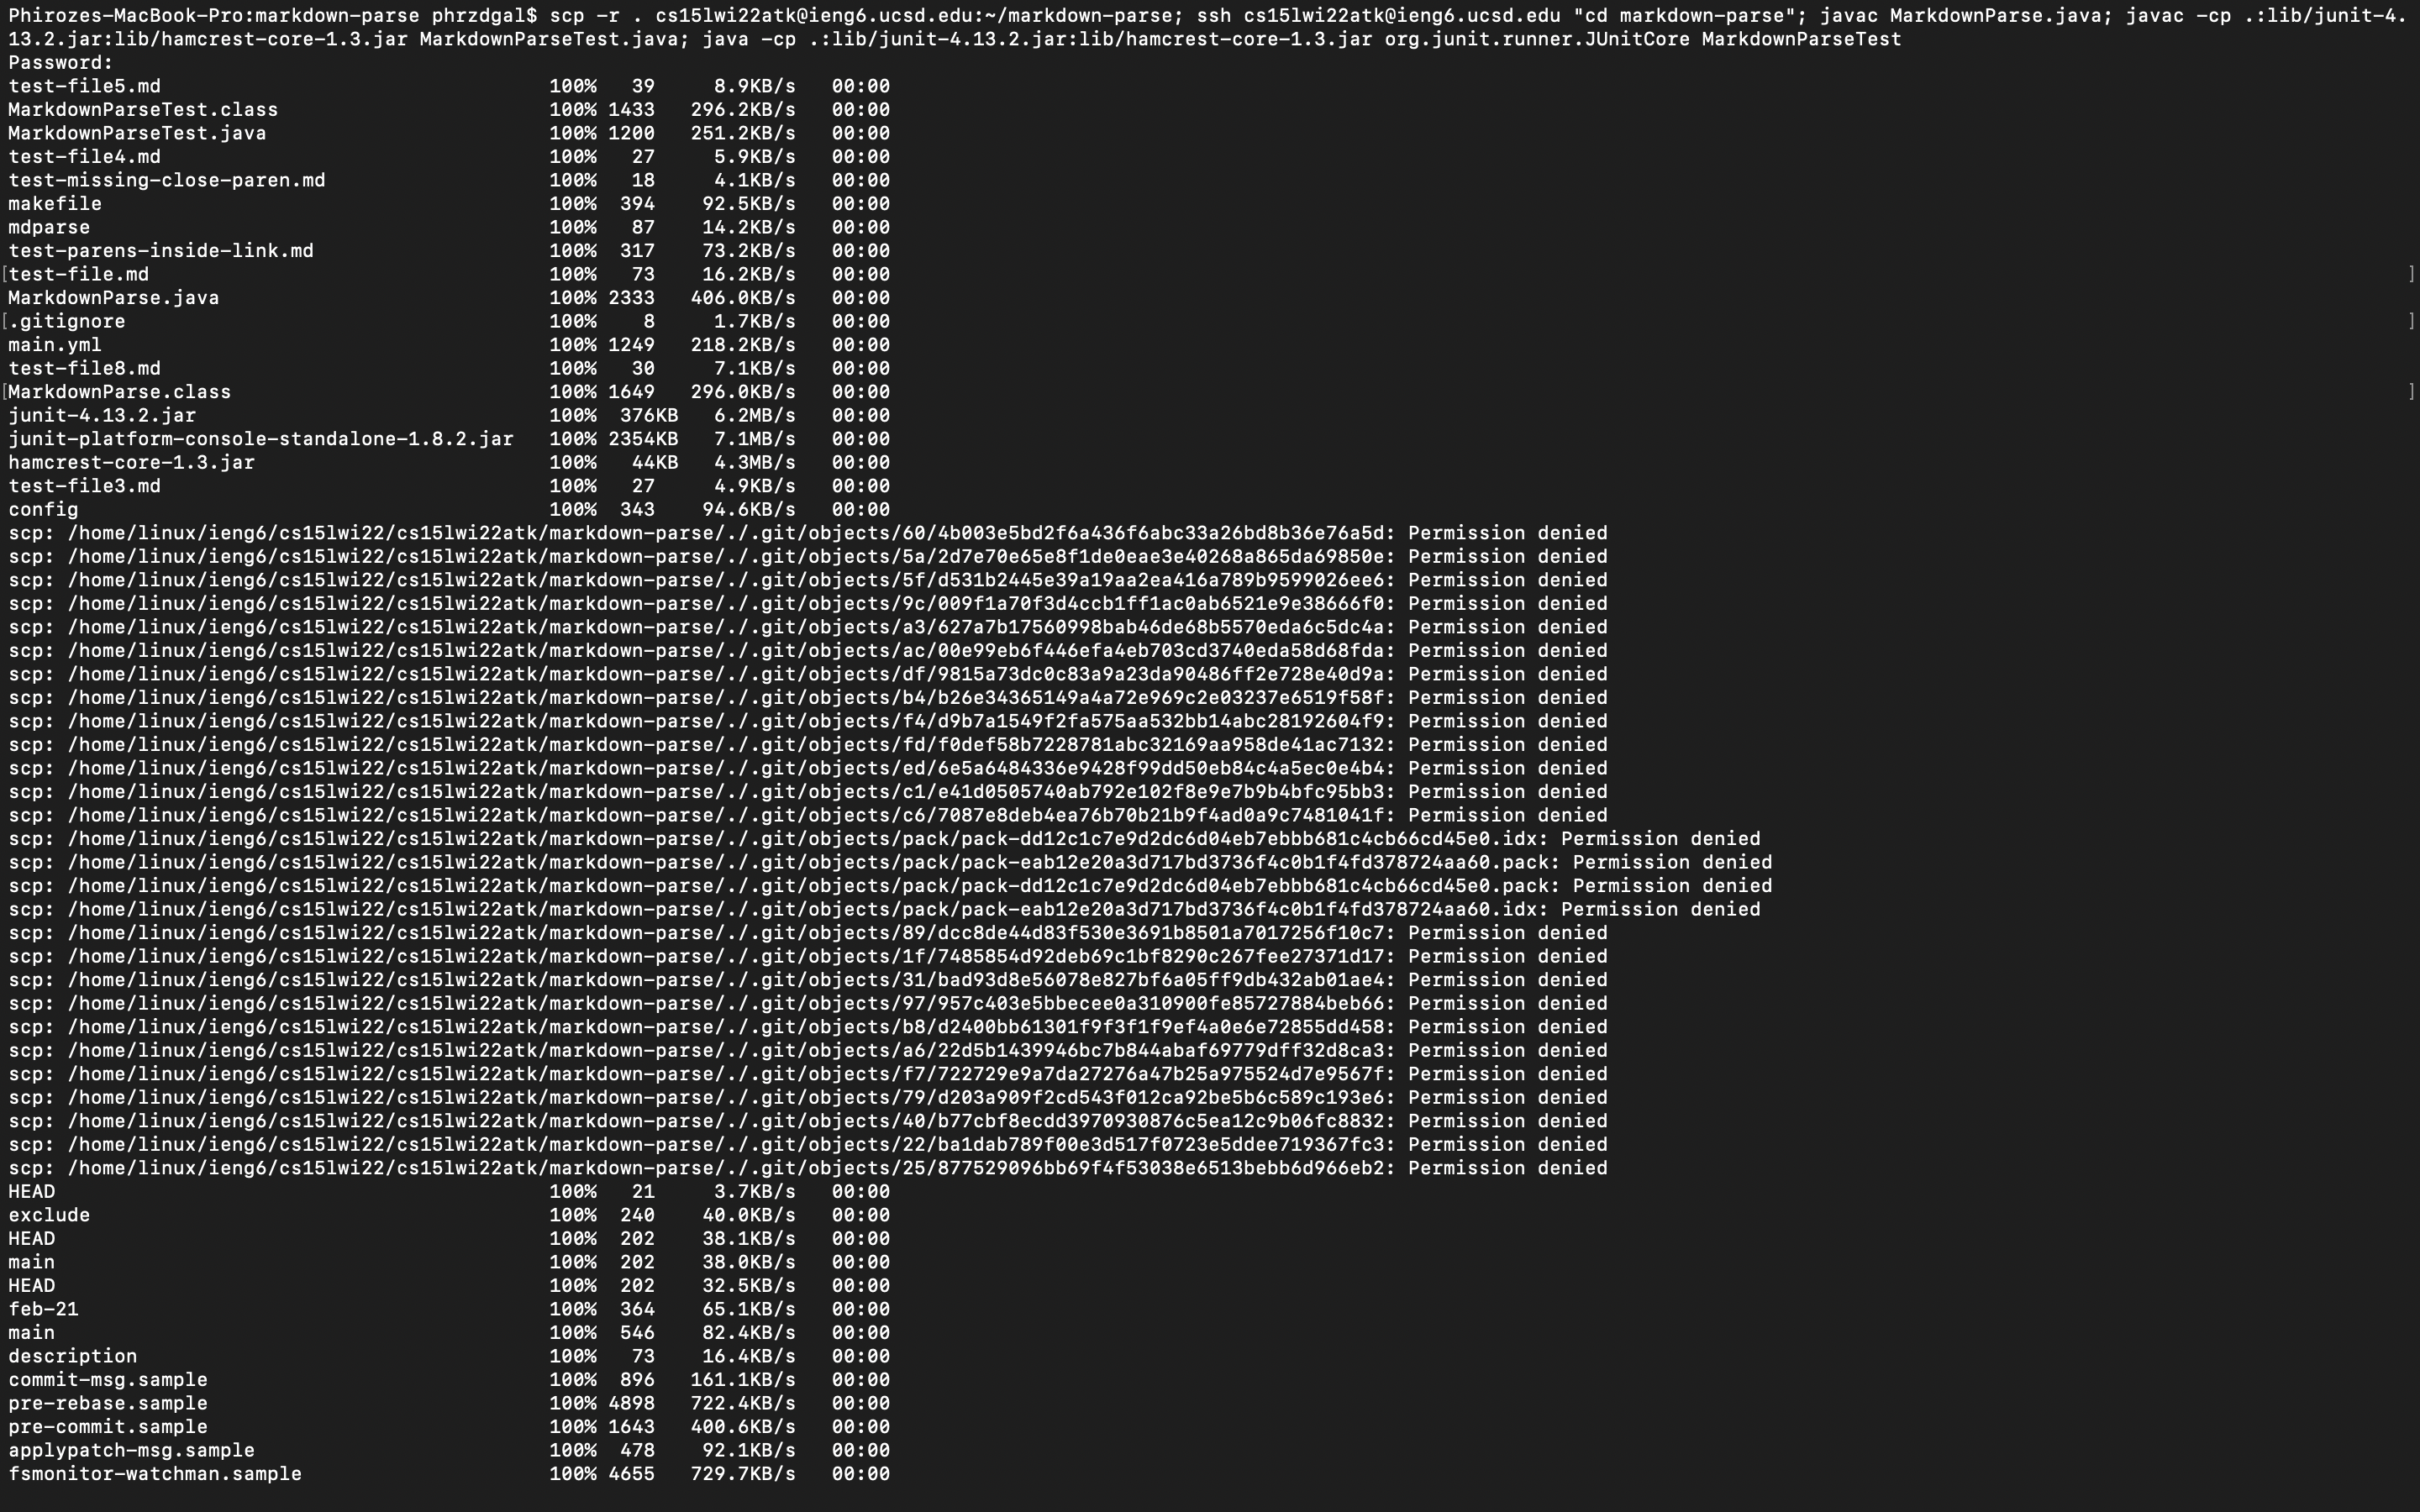 Phirozes-MacBook-Pro:markdown-parse phrzdgal$ scp -r . cs15lwi22atk@ieng6.ucsd.edu:~/markdown-parse; ssh cs15lwi22atk@ieng6.ucsd.edu "cd markdown-parse"; javac MarkdownParse.java; javac -cp .:lib/junit-4.
13.2.jar:lib/hamcrest-core-1.3.jar MarkdownParseTest.java; java -cp .:lib/junit-4.13.2.jar:lib/hamcrest-core-1.3.jar org.junit.runner.JUnitCore MarkdownParseTest
Password:
test-file5.md 100% 39 8.9KB/s 00:00
MarkdownParseTest.class 100% 1433 296.2KB/s 00:00
MarkdownParseTest.java 100% 1200 251.2KB/s 00:00
test-file4.md 100% 27 5.9KB/s 00:00
test-missing-close-paren.md 100% 18 4.1KB/s 00:00
makefile 100% 394 92.5KB/s 00:00
mdparse 100% 87 14.2KB/s 00:00
test-parens-inside-link.md 100% 317 73.2KB/s 00:00
[test-file.md 100% 73 16.2KB/s 00:00 ]
MarkdownParse.java 100% 2333 406.0KB/s 00:00
[.gitignore 100% 8 1.7KB/s 00:00 ]
main.yml 100% 1249 218.2KB/s 00:00
test-file8.md 100% 30 7.1KB/s 00:00
[MarkdownParse.class 100% 1649 296.0KB/s 00:00 ]
junit-4.13.2.jar 100% 376KB 6.2MB/s 00:00
junit-platform-console-standalone-1.8.2.jar 100% 2354KB 7.1MB/s 00:00
hamcrest-core-1.3.jar 100% 44KB 4.3MB/s 00:00
test-file3.md 100% 27 4.9KB/s 00:00
config 100% 343 94.6KB/s 00:00
scp: /home/linux/ieng6/cs15lwi22/cs15lwi22atk/markdown-parse/./.git/objects/60/4b003e5bd2f6a436f6abc33a26bd8b36e76a5d: Permission denied
scp: /home/linux/ieng6/cs15lwi22/cs15lwi22atk/markdown-parse/./.git/objects/5a/2d7e70e65e8f1de0eae3e40268a865da69850e: Permission denied
scp: /home/linux/ieng6/cs15lwi22/cs15lwi22atk/markdown-parse/./.git/objects/5f/d531b2445e39a19aa2ea416a789b9599026ee6: Permission denied
scp: /home/linux/ieng6/cs15lwi22/cs15lwi22atk/markdown-parse/./.git/objects/9c/009f1a70f3d4ccb1ff1ac0ab6521e9e38666f0: Permission denied
scp: /home/linux/ieng6/cs15lwi22/cs15lwi22atk/markdown-parse/./.git/objects/a3/627a7b17560998bab46de68b5570eda6c5dc4a: Permission denied
scp: /home/linux/ieng6/cs15lwi22/cs15lwi22atk/markdown-parse/./.git/objects/ac/00e99eb6f446efa4eb703cd3740eda58d68fda: Permission denied
scp: /home/linux/ieng6/cs15lwi22/cs15lwi22atk/markdown-parse/./.git/objects/df/9815a73dc0c83a9a23da90486ff2e728e40d9a: Permission denied
scp: /home/linux/ieng6/cs15lwi22/cs15lwi22atk/markdown-parse/./.git/objects/b4/b26e34365149a4a72e969c2e03237e6519f58f: Permission denied
scp: /home/linux/ieng6/cs15lwi22/cs15lwi22atk/markdown-parse/./.git/objects/f4/d9b7a1549f2fa575aa532bb14abc28192604f9: Permission denied
scp: /home/linux/ieng6/cs15lwi22/cs15lwi22atk/markdown-parse/./.git/objects/fd/f0def58b7228781abc32169aa958de41ac7132: Permission denied
scp: /home/linux/ieng6/cs15lwi22/cs15lwi22atk/markdown-parse/./.git/objects/ed/6e5a6484336e9428f99dd50eb84c4a5ec0e4b4: Permission denied
scp: /home/linux/ieng6/cs15lwi22/cs15lwi22atk/markdown-parse/./.git/objects/c1/e41d0505740ab792e102f8e9e7b9b4bfc95bb3: Permission denied
scp: /home/linux/ieng6/cs15lwi22/cs15lwi22atk/markdown-parse/./.git/objects/c6/7087e8deb4ea76b70b21b9f4ad0a9c7481041f: Permission denied
scp: /home/linux/ieng6/cs15lwi22/cs15lwi22atk/markdown-parse/./.git/objects/pack/pack-dd12c1c7e9d2dc6d04eb7ebbb681c4cb66cd45e0.idx: Permission denied
scp: /home/linux/ieng6/cs15lwi22/cs15lwi22atk/markdown-parse/./.git/objects/pack/pack-eab12e20a3d717bd3736f4c0b1f4fd378724aa60.pack: Permission denied
scp: /home/linux/ieng6/cs15lwi22/cs15lwi22atk/markdown-parse/./.git/objects/pack/pack-dd12c1c7e9d2dc6d04eb7ebbb681c4cb66cd45e0.pack: Permission denied
scp: /home/linux/ieng6/cs15lwi22/cs15lwi22atk/markdown-parse/./.git/objects/pack/pack-eab12e20a3d717bd3736f4c0b1f4fd378724aa60.idx: Permission denied
scp: /home/linux/ieng6/cs15lwi22/cs15lwi22atk/markdown-parse/./.git/objects/89/dcc8de44d83f530e3691b8501a7017256f10c7: Permission denied
scp: /home/linux/ieng6/cs15lwi22/cs15lwi22atk/markdown-parse/./.git/objects/1f/7485854d92deb69c1bf8290c267fee27371d17: Permission denied
scp: /home/linux/ieng6/cs15lwi22/cs15lwi22atk/markdown-parse/./.git/objects/31/bad93d8e56078e827bf6a05ff9db432ab01ae4: Permission denied
scp: /home/linux/ieng6/cs15lwi22/cs15lwi22atk/markdown-parse/./.git/objects/97/957c403e5bbecee0a310900fe85727884beb66: Permission denied
scp: /home/linux/ieng6/cs15lwi22/cs15lwi22atk/markdown-parse/./.git/objects/b8/d2400bb61301f9f3f1f9ef4a0e6e72855dd458: Permission denied
scp: /home/linux/ieng6/cs15lwi22/cs15lwi22atk/markdown-parse/./.git/objects/a6/22d5b1439946bc7b844abaf69779dff32d8ca3: Permission denied
scp: /home/linux/ieng6/cs15lwi22/cs15lwi22atk/markdown-parse/./.git/objects/f7/722729e9a7da27276a47b25a975524d7e9567f: Permission denied
scp: /home/linux/ieng6/cs15lwi22/cs15lwi22atk/markdown-parse/./.git/objects/79/d203a909f2cd543f012ca92be5b6c589c193e6: Permission denied
scp: /home/linux/ieng6/cs15lwi22/cs15lwi22atk/markdown-parse/./.git/objects/40/b77cbf8ecdd3970930876c5ea12c9b06fc8832: Permission denied
scp: /home/linux/ieng6/cs15lwi22/cs15lwi22atk/markdown-parse/./.git/objects/22/ba1dab789f00e3d517f0723e5ddee719367fc3: Permission denied
scp: /home/linux/ieng6/cs15lwi22/cs15lwi22atk/markdown-parse/./.git/objects/25/877529096bb69f4f53038e6513bebb6d966eb2: Permission denied
HEAD 100% 21 3.7KB/s 00:00
exclude 100% 240 40.0KB/s 00:00
HEAD 100% 202 38.1KB/s 00:00
main 100% 202 38.0KB/s 00:00
HEAD 100% 202 32.5KB/s 00:00
feb-21 100% 364 65.1KB/s 00:00
main 100% 546 82.4KB/s 00:00
description 100% 73 16.4KB/s 00:00
commit-msg.sample 100% 896 161.1KB/s 00:00
pre-rebase.sample 100% 4898 722.4KB/s 00:00
pre-commit.sample 100% 1643 400.6KB/s 00:00
applypatch-msg.sample 100% 478 92.1KB/s 00:00
fsmonitor-watchman.sample 100% 4655 729.7KB/s 00:00